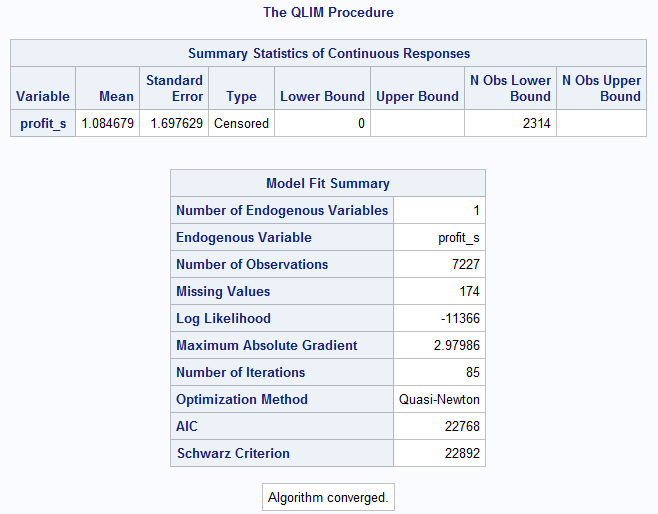 The QLIM Procedure
Summary Statistics of Continuous Responses
Variable Mean Standard Error Type Lower Bound Upper Bound N Obs Lower Bound N Obs Upper Bound
profit_s 1.084679 1.697629 Censored 0 2314
Model Fit Summary
Number of Endogenous Variables 1
Endogenous Variable profit_s
Number of Observations 7227
Missing Values 174
Log Likelihood -11366
Maximum Absolute Gradient 2.97986
Number of Iterations 85
Optimization Method Quasi-Newton
AIC 22768
Schwarz Criterion 22892
Algorithm converged.